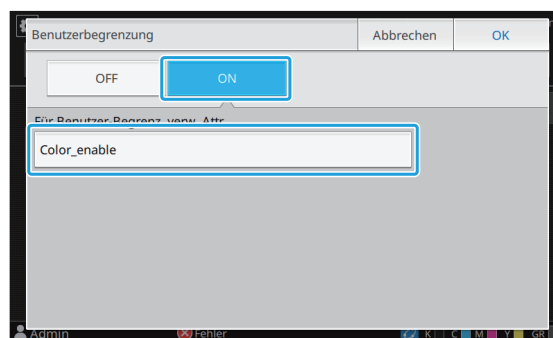 Benutzerbegrenzung Abbrechen OK
OFF ON
Für Benutzer-Begrenz. verw. Attr.
Color_enable
Admin Fehler K C M Y GR